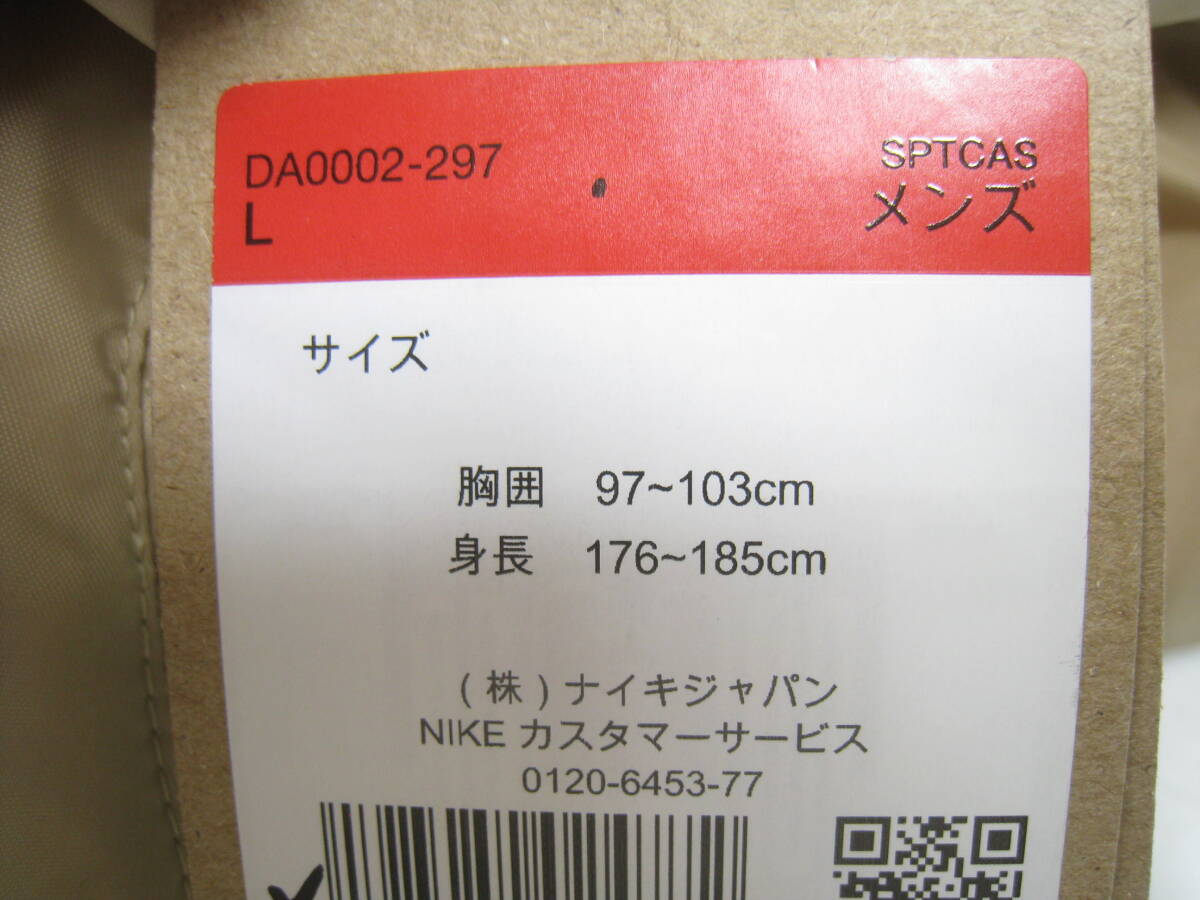 DA0002-297
L
SPTCAS
メンズ
サイズ
胸囲 97~103cm
身長 176~185cm
(株)ナイキジャパン
NIKE カスタマーサービス
0120-6453-77